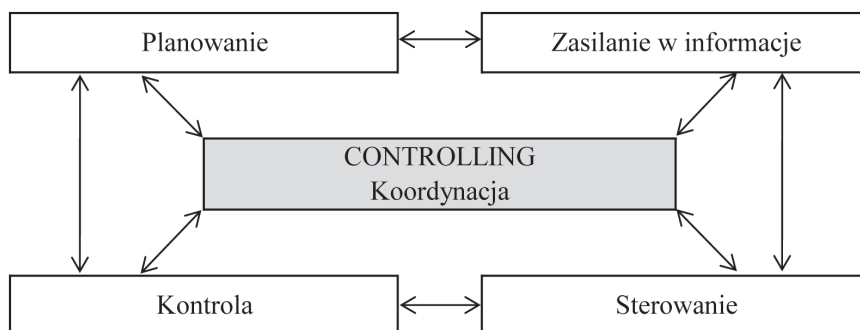 Planowanie
Zasilanie w informacje
CONTROLLING
Koordynacja
Kontrola
Sterowanie